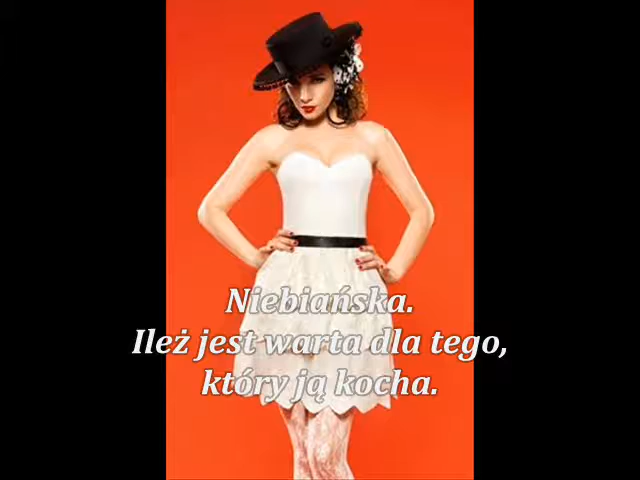 Niebiańska.
Ileż jest warta dla tego,
który ją kocha.